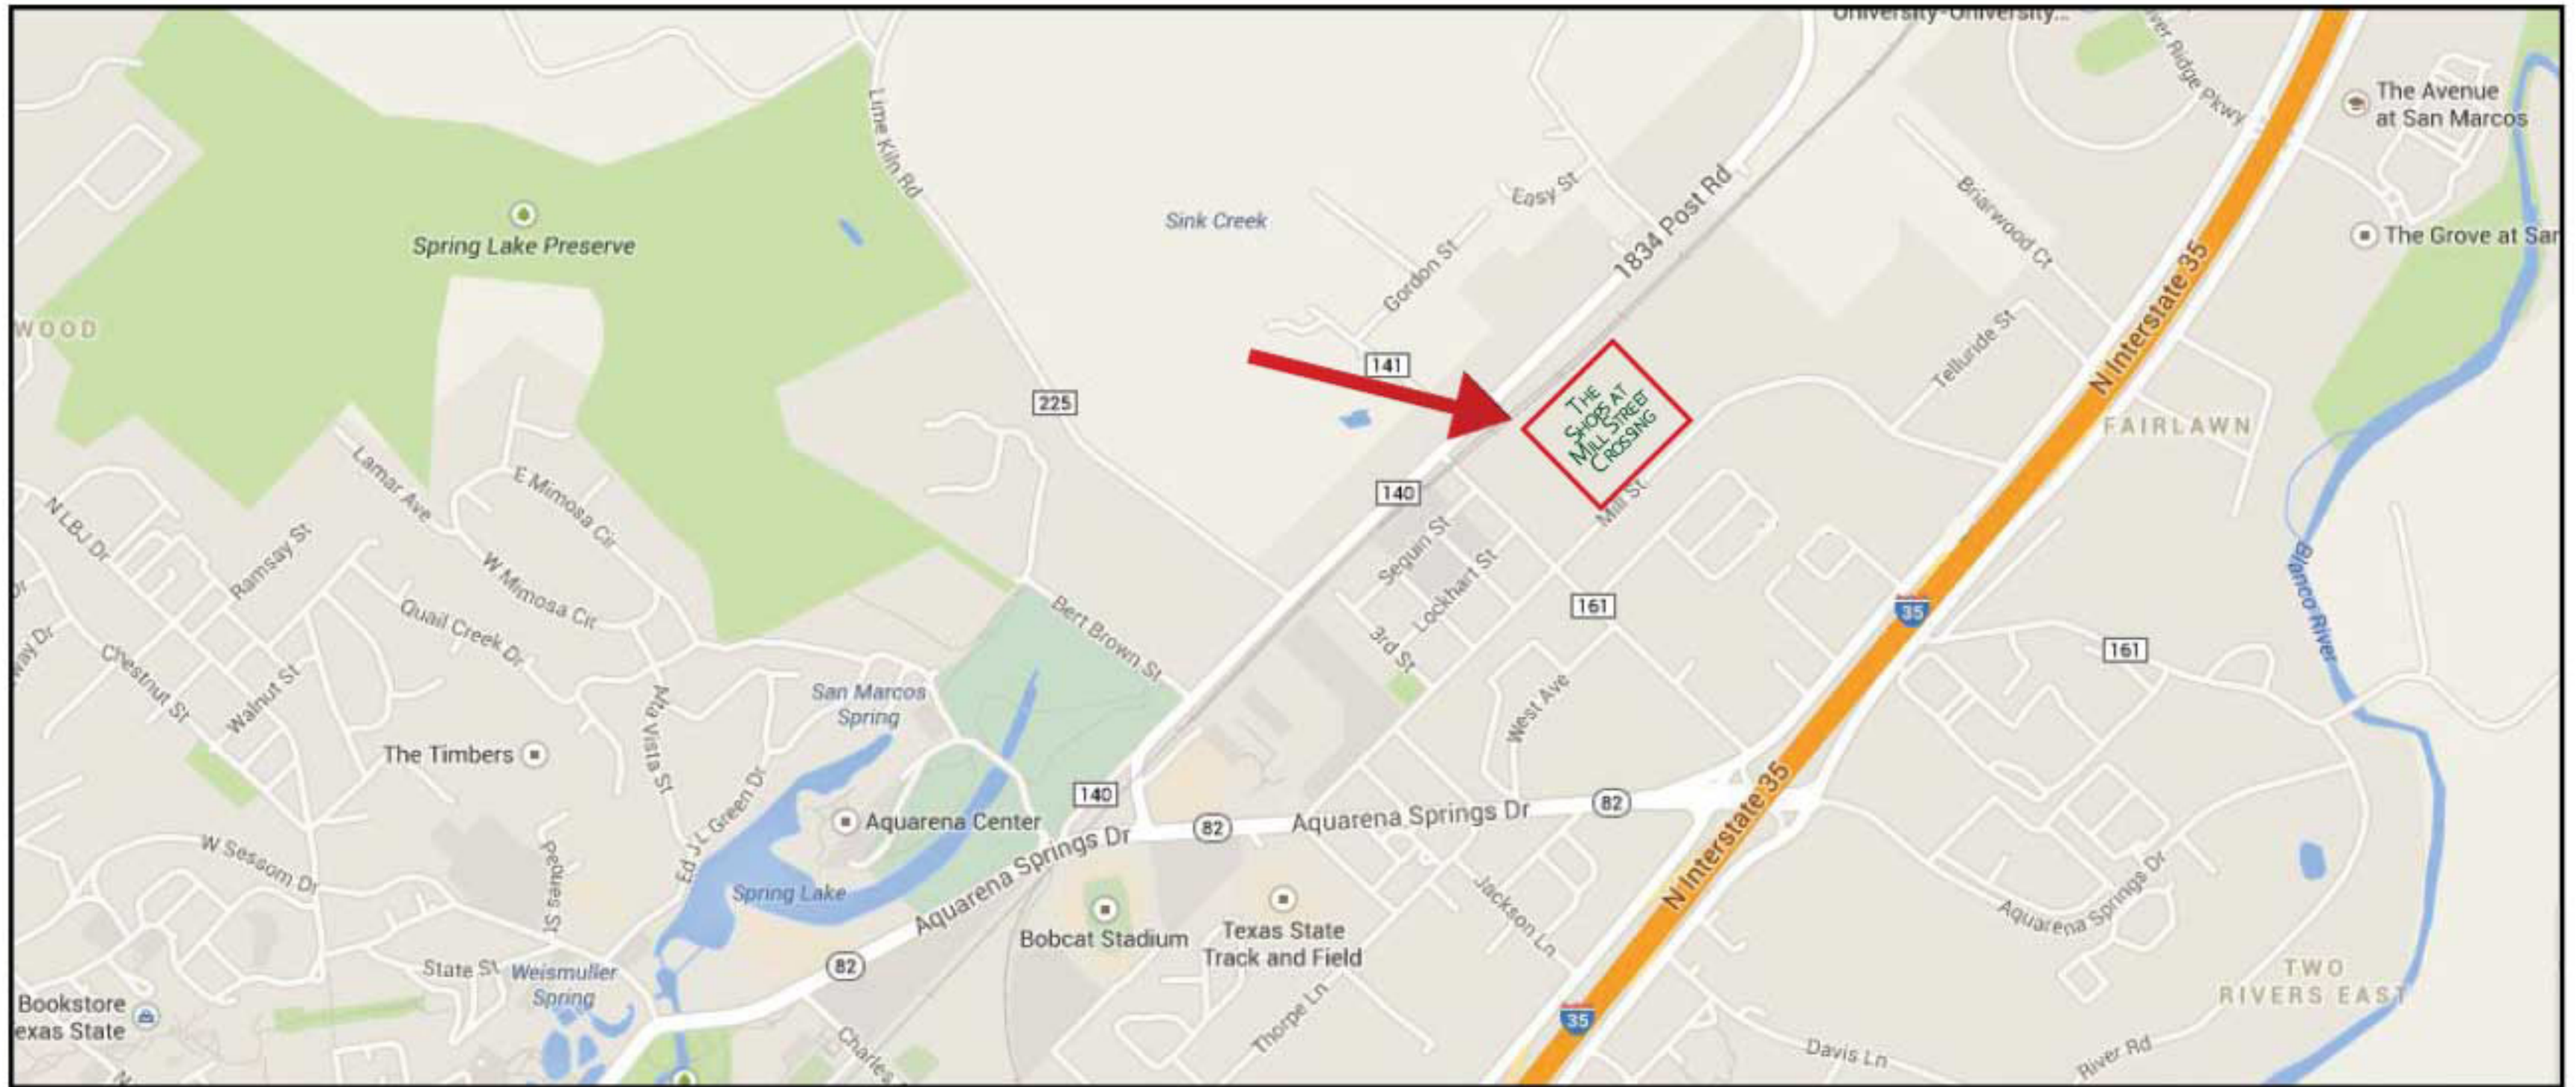 University-University...
River Ridge Pkwy
The Avenue
at San Marcos
Lime Kiln Rd
Easy St
1834 Post Rd
Briarwood Ct
Sink Creek
Spring Lake Preserve
Gordon St
The Grove at San
N Interstate 35
WOOD
Telluride St
141
THE
SHOPS AT
MILL STREET
CROSSING
225
FAIRLAWN
Lamar Ave
E Mimosa Cir
140
Mill St
N LBJ Dr
Ramsay St
Seguin St
Lockhart St
W Mimosa Cir
Quail Creek Dr
Bert Brown St
161
35
Blanco River
3rd St
161
way Dr
Chestnut St
Walnut St
San Marcos
Spring
Alta Vista St
West Ave
The Timbers
140
Aquarena Center
Ed J L Green Dr
82
Aquarena Springs Dr
82
N Interstate 35
W Sessom Dr
Peques St
Spring Lake
Aquarena Springs Dr
Bobcat Stadium
Texas State
Track and Field
Jackson Ln
Aquarena Springs Dr
82
State St
Weismuller
Spring
TWO
RIVERS EAST
Bookstore
exas State
35
Thorpe Ln
Charles
Davis Ln
River Rd